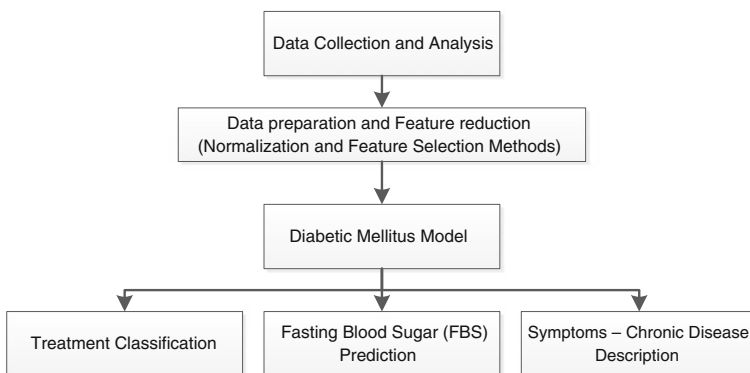 Data Collection and Analysis
Data preparation and Feature reduction
(Normalization and Feature Selection Methods)
Diabetic Mellitus Model
Treatment Classification
Fasting Blood Sugar (FBS)
Prediction
Symptoms – Chronic Disease
Description